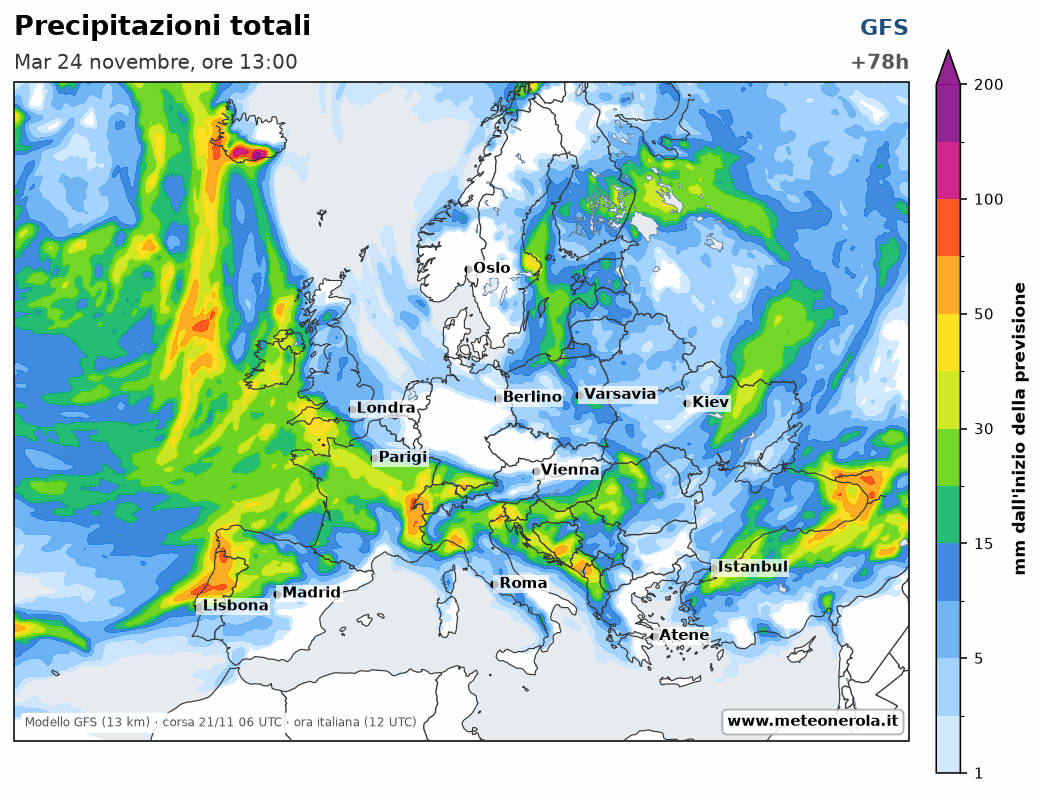 Precipitazioni totali
GFS
Mar 24 novembre, ore 13:00
+78h
200
100
50
30
15
5
1
mm dall'inizio della previsione
Oslo
Berlino
Varsavia
Kiev
Londra
Parigi
Vienna
Istanbul
Roma
Madrid
Lisbona
Atene
Modello GFS (13 km) · corsa 21/11 06 UTC · ora italiana (12 UTC)
www.meteonerola.it